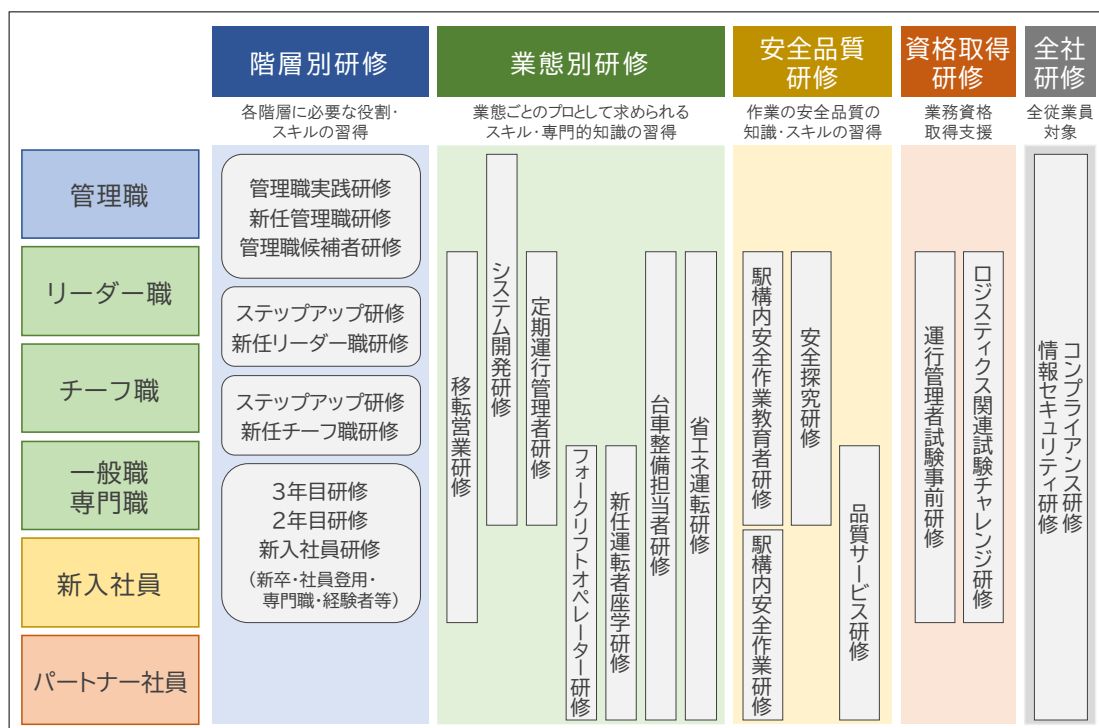 階層別研修
業態別研修
安全品質
研修
資格取得
研修
全社
研修
各階層に必要な役割・
スキルの習得
業態ごとのプロとして求められる
スキル・専門的知識の習得
作業の安全品質の
知識・スキルの習得
業務資格
取得支援
全従業員
対象
管理職
リーダー職
チーフ職
一般職
専門職
新入社員
パートナー社員
管理職実践研修
新任管理職研修
管理職候補者研修
ステップアップ研修
新任リーダー職研修
ステップアップ研修
新任チーフ職研修
3年目研修
2年目研修
新入社員研修
(新卒・社員登用・
専門職・経験者等)
移転営業研修
システム開発研修
定期運行管理者研修
フォークリフトオペレーター研修
新任運転者座学研修
台車整備担当者研修
省エネ運転研修
駅構内安全作業教育者研修
駅構内安全作業研修
安全探究研修
品質サービス研修
運行管理者試験事前研修
ロジスティクス関連試験チャレンジ研修
コンプライアンス研修
情報セキュリティ研修